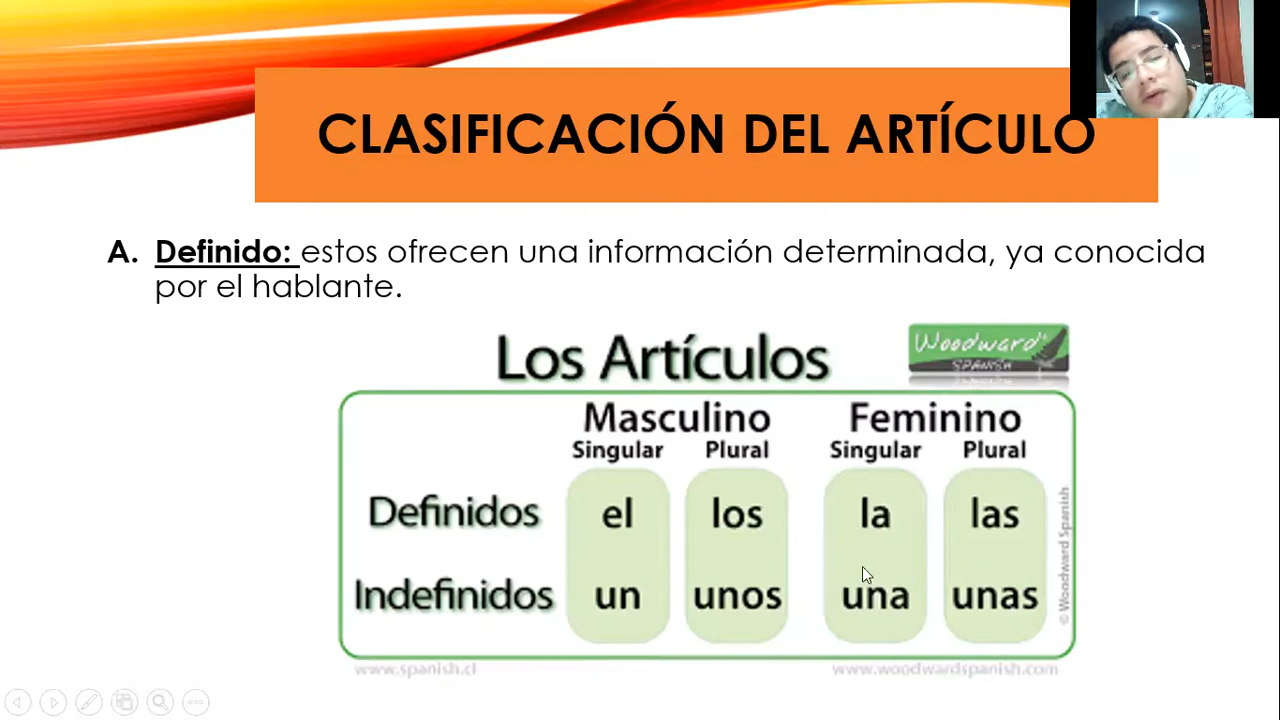 CLASIFICACIÓN DEL ARTÍCULO
A. Definido: estos ofrecen una información determinada, ya conocida
por el hablante.
Los Artículos
Woodward®
SPANISH
Masculino Feminino
Singular Plural Singular Plural
Definidos el los la las
Indefinidos un unos una unas
© Woodward Spanish
www.spanish.cl www.woodwardspanish.com